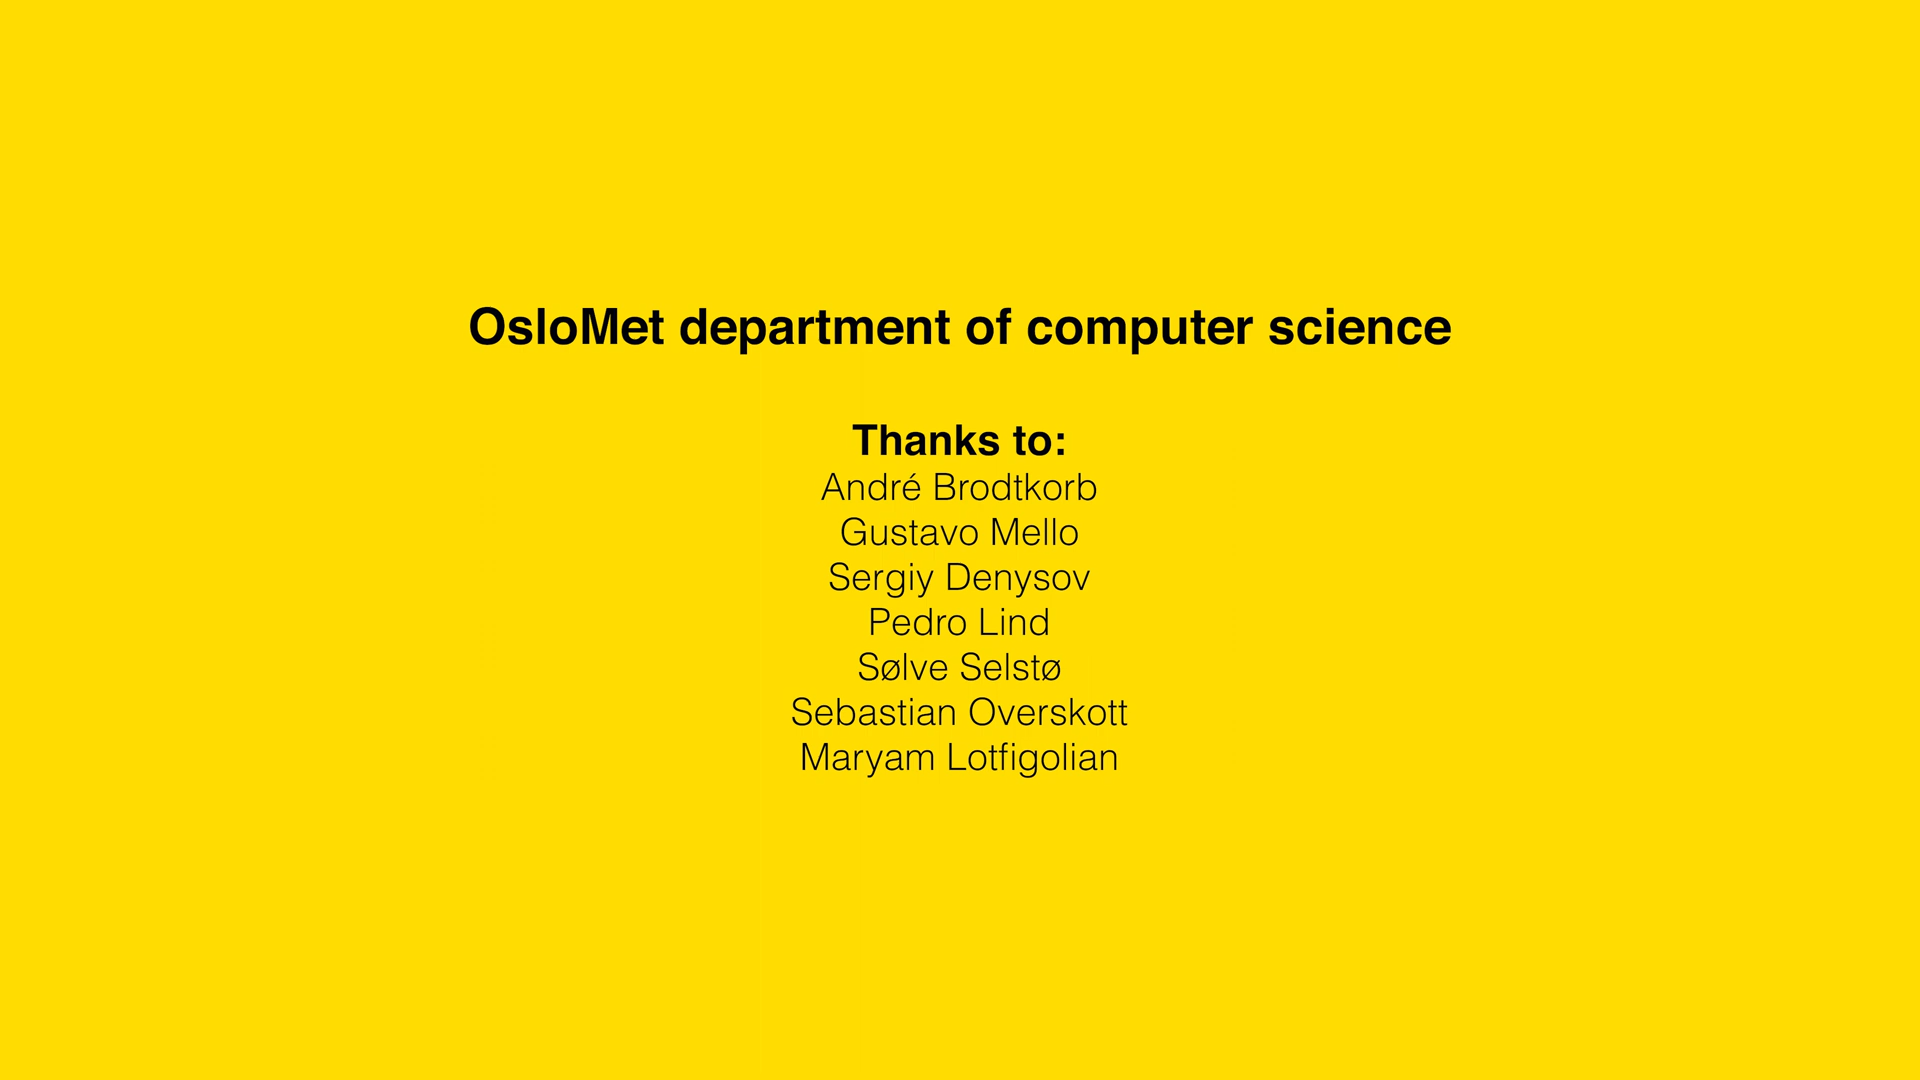 OsloMet department of computer science
Thanks to:
André Brodtkorb
Gustavo Mello
Sergiy Denysov
Pedro Lind
Sølve Selstø
Sebastian Overskott
Maryam Lotfigolian